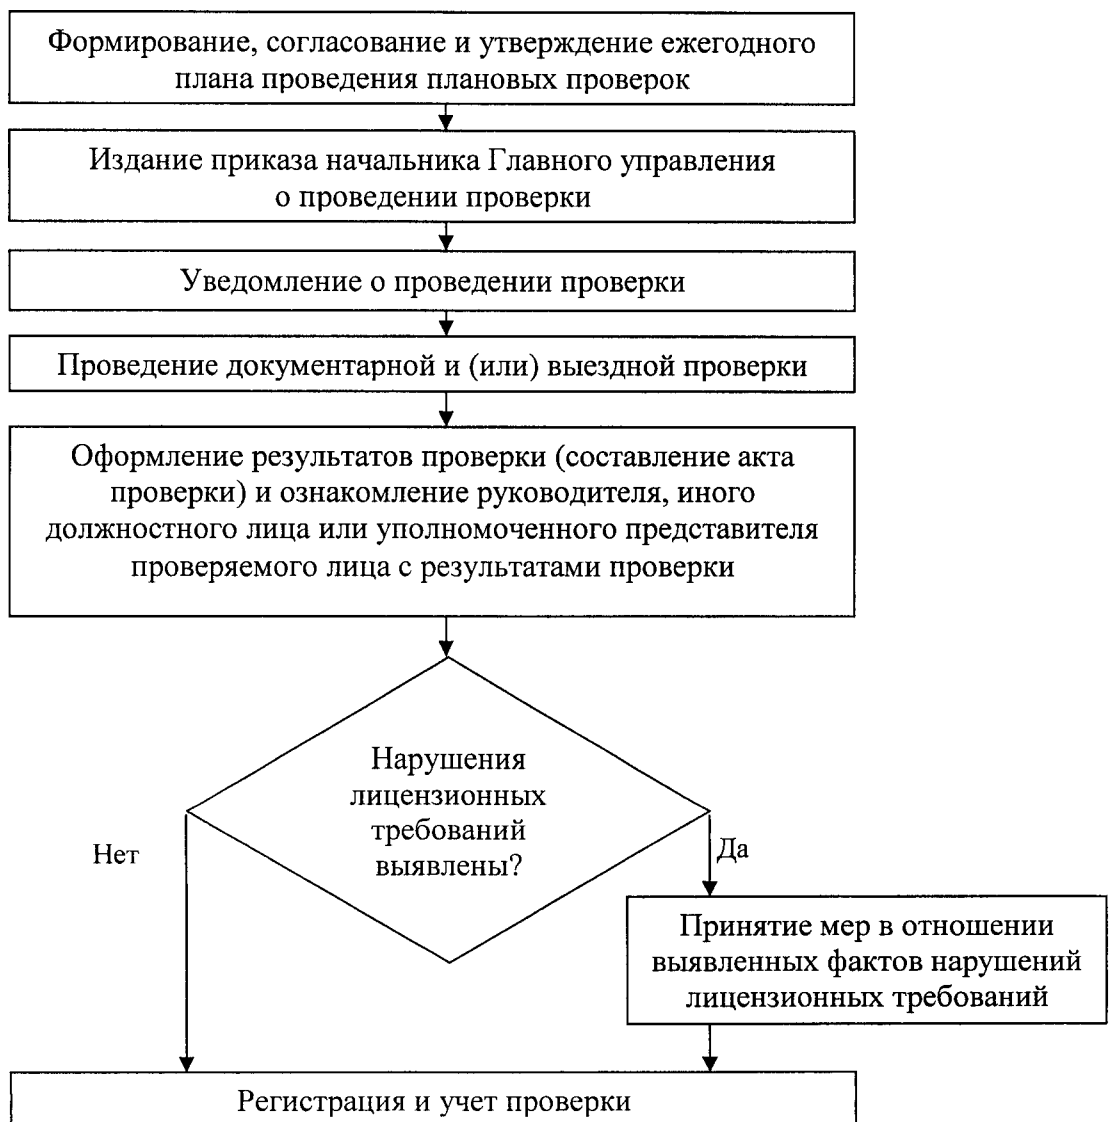 Формирование, согласование и утверждение ежегодного
плана проведения плановых проверок
Издание приказа начальника Главного управления
о проведении проверки
Уведомление о проведении проверки
Проведение документарной и (или) выездной проверки
Оформление результатов проверки (составление акта
проверки) и ознакомление руководителя, иного
должностного лица или уполномоченного представителя
проверяемого лица с результатами проверки
Нарушения
лицензионных
требований
выявлены?
Нет
Да
Принятие мер в отношении
выявленных фактов нарушений
лицензионных требований
Регистрация и учет проверки